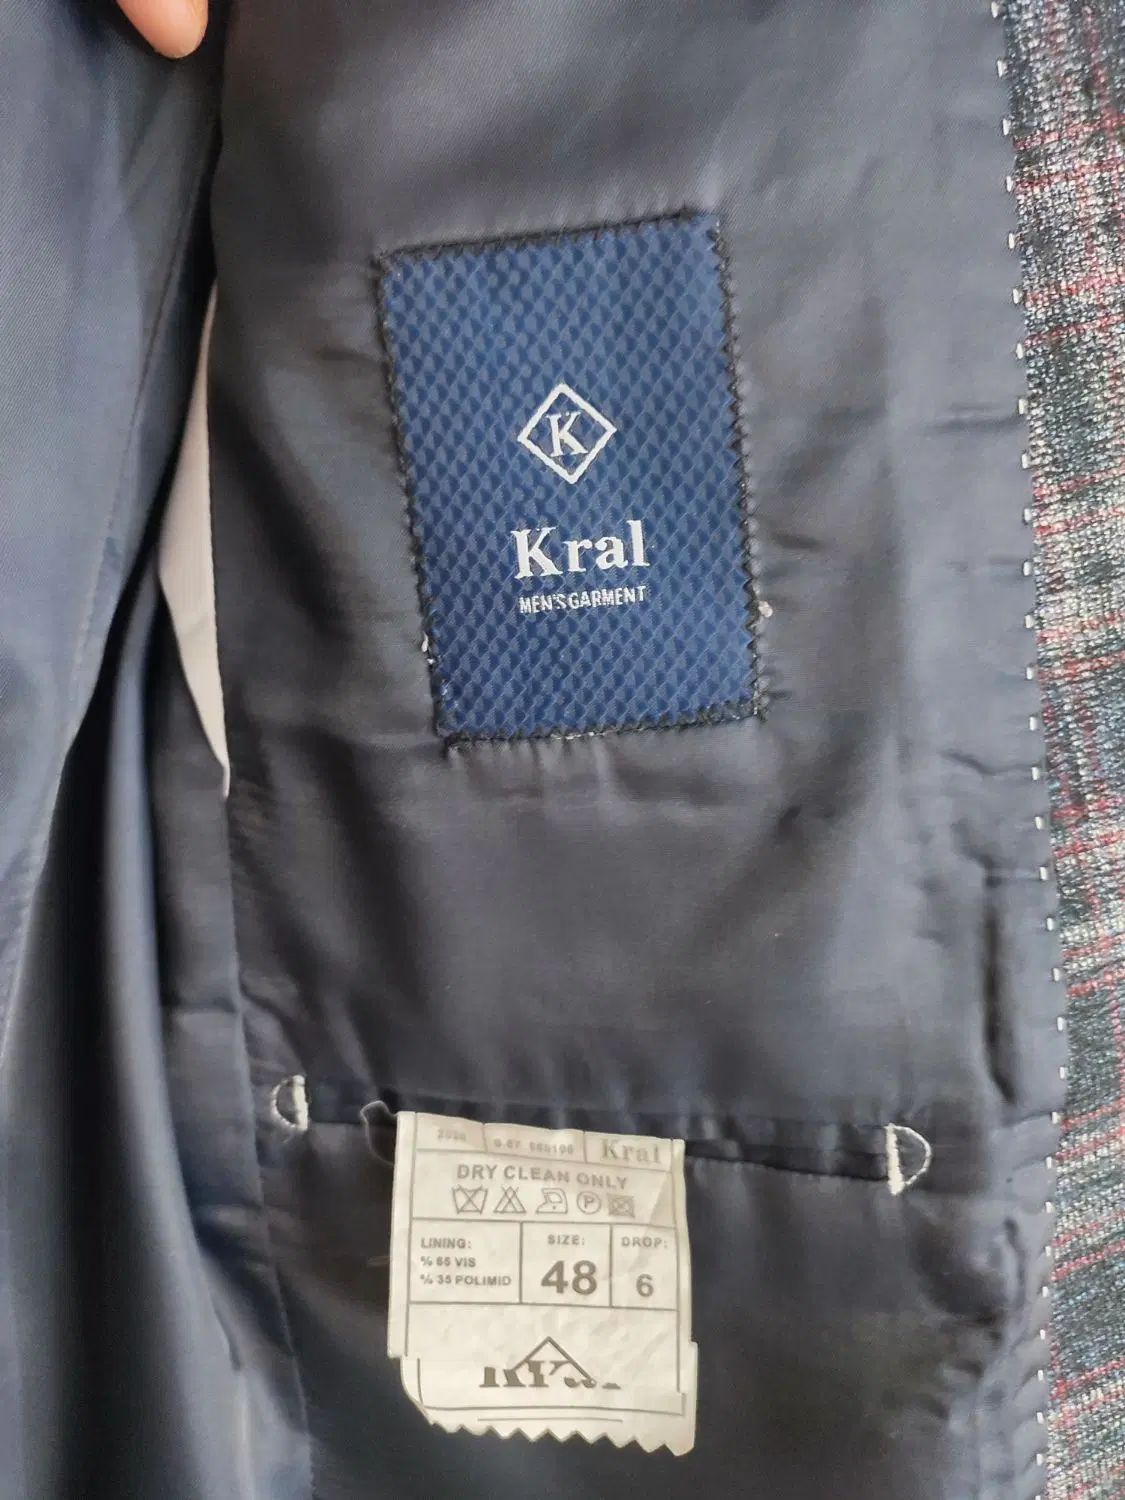 K
Kral
MEN'S GARMENT
Kral
DRY CLEAN ONLY
P
LINING:
% 65 VIS
% 35 POLIMID
SIZE:
48
DROP:
6